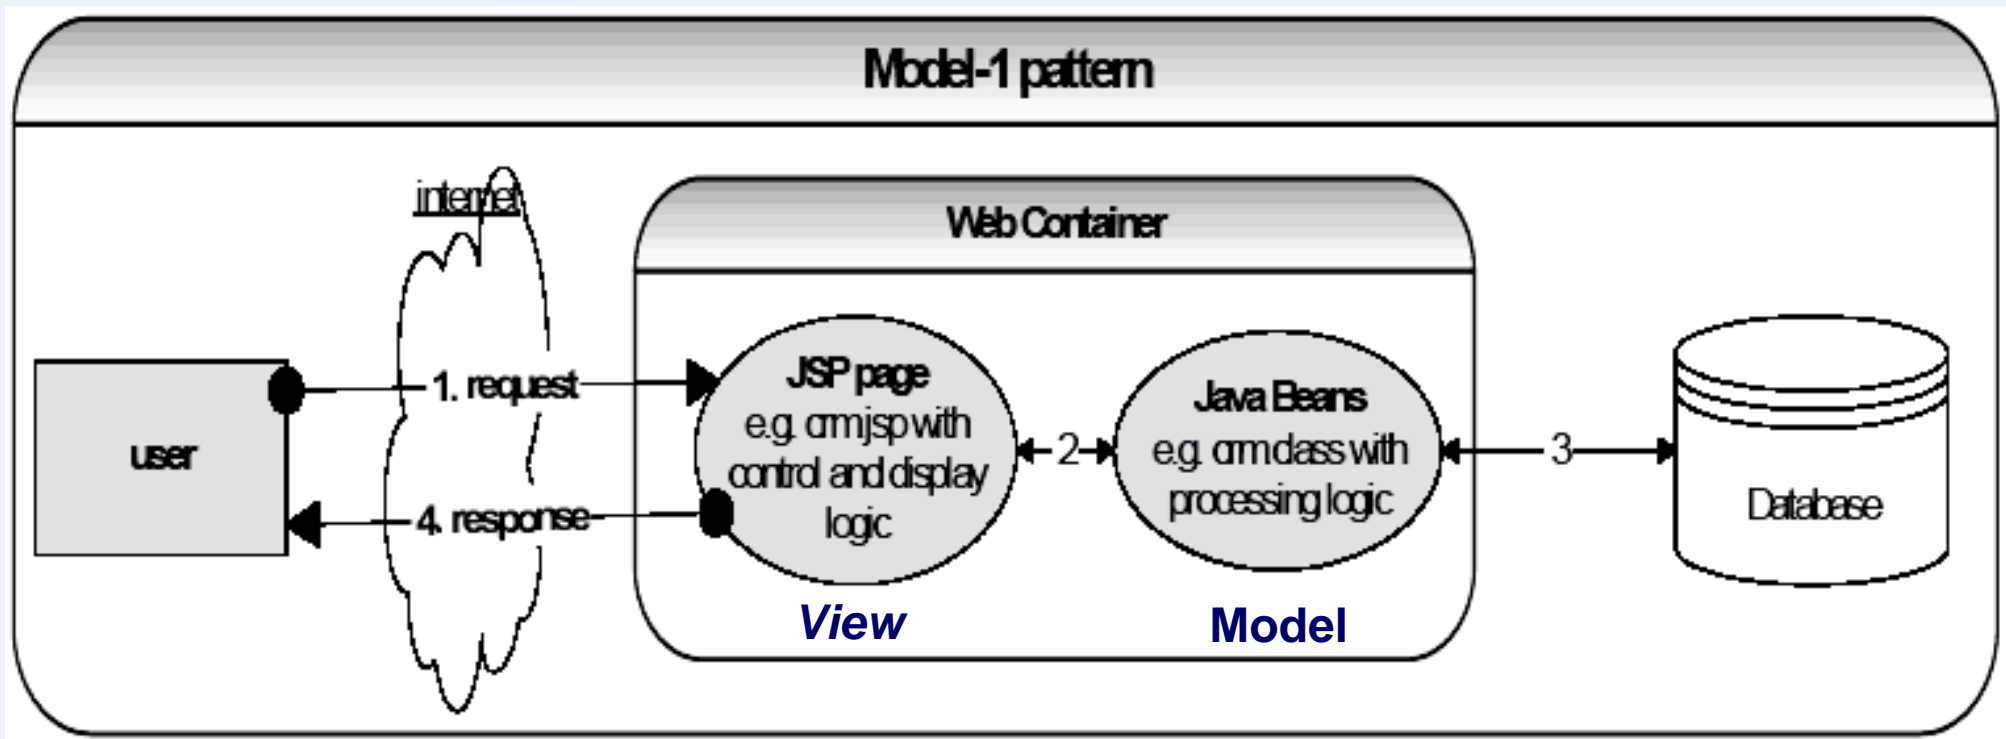 Model-1 pattern
internet
Web Container
1. request
JSP page
e.g. crm.jsp with
control and display
logic
Java Beans
e.g. crm.class with
processing logic
user
2
3
4. response
Database
View
Model